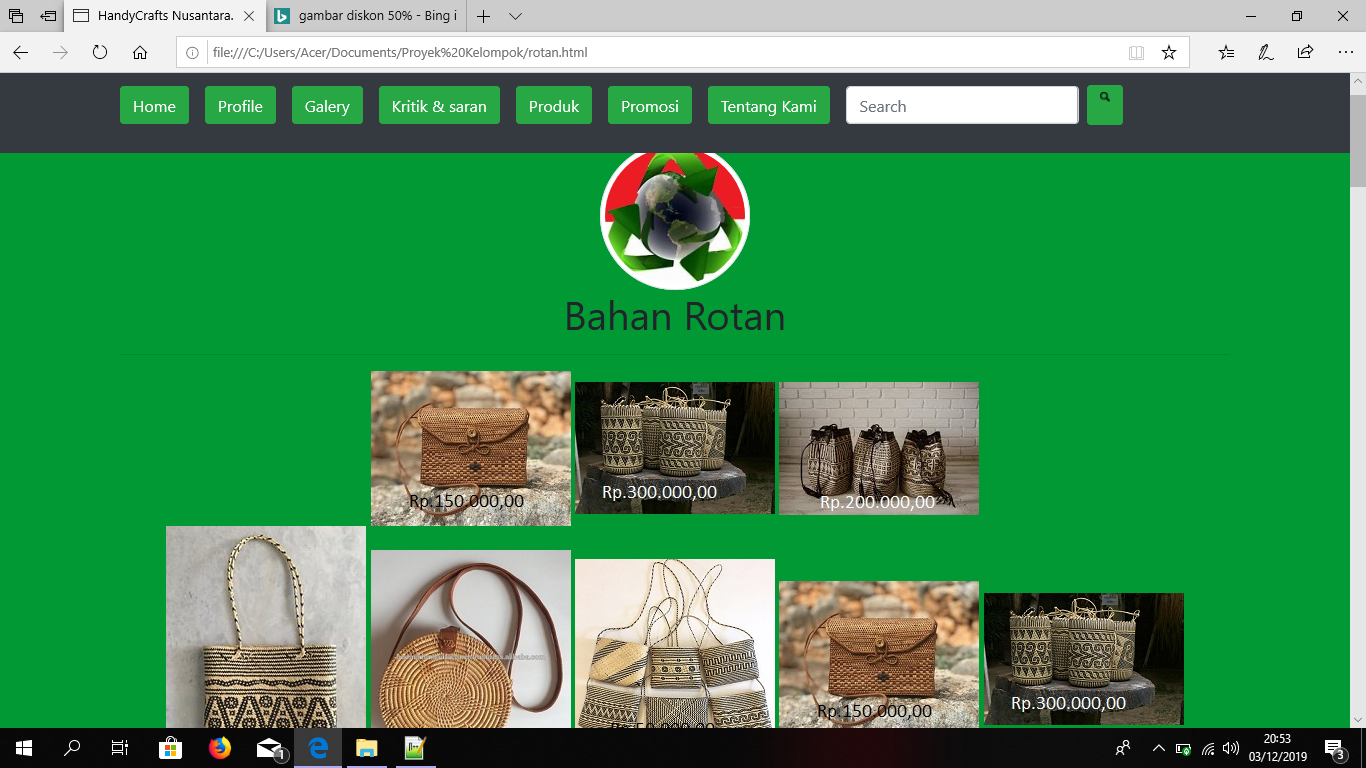 HandyCrafts Nusantara.
gambar diskon 50% - Bing i
file:///C:/Users/Acer/Documents/Proyek%20Kelompok/rotan.html
Home Profile Galery Kritik & saran Produk Promosi Tentang Kami Search
Bahan Rotan
Rp.150.000,00 Rp.300.000,00 Rp.200.000,00
Rp.150.000,00 Rp.300.000,00
1
20:53
03/12/2019
3